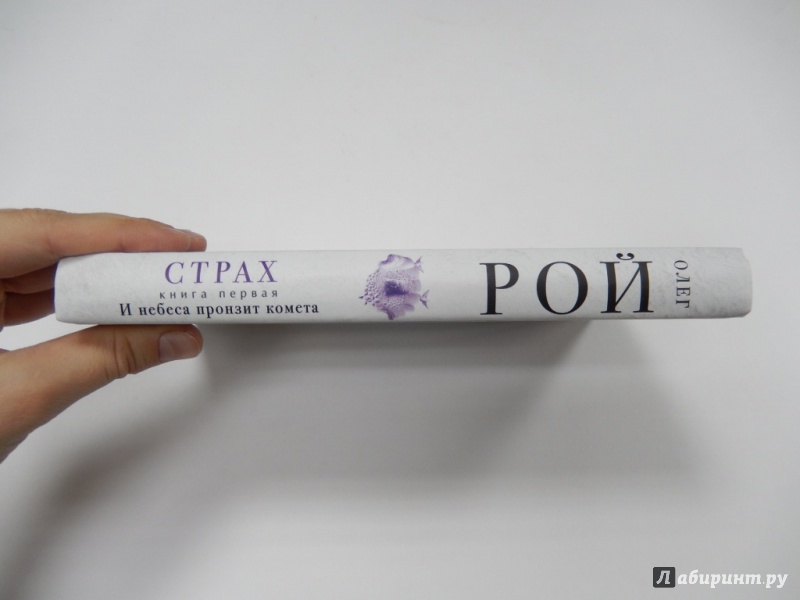 СТРАХ
книга первая
И небеса пронзит комета
РОЙ
ОЛЕГ
Лабиринт.ру